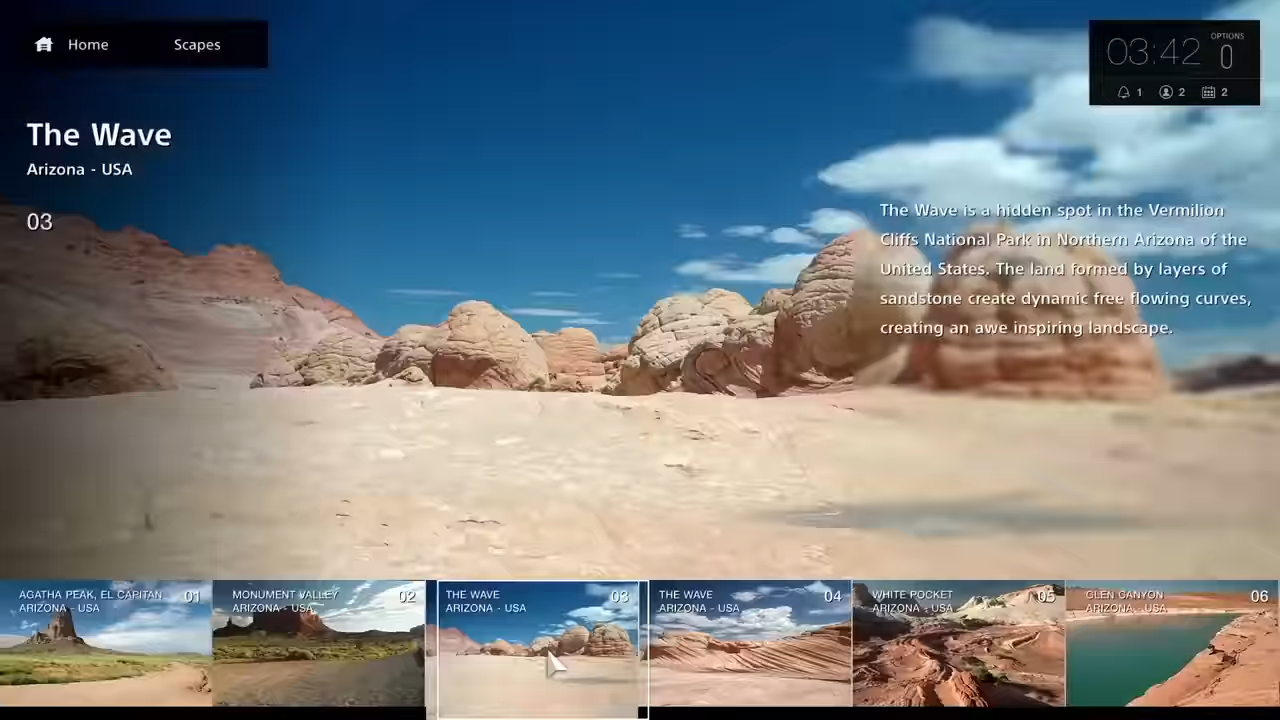 Home Scapes
03:42 OPTIONS
1 2 2
The Wave
Arizona - USA
03
The Wave is a hidden spot in the Vermilion
Cliffs National Park in Northern Arizona of the
United States. The land formed by layers of
sandstone create dynamic free flowing curves,
creating an awe inspiring landscape.
AGATHA PEAK, EL CAPITAN 01
ARIZONA - USA
MONUMENT VALLEY 02
ARIZONA - USA
THE WAVE 03
ARIZONA - USA
THE WAVE 04
ARIZONA - USA
WHITE POCKET 05
ARIZONA - USA
GLEN CANYON 06
ARIZONA - USA